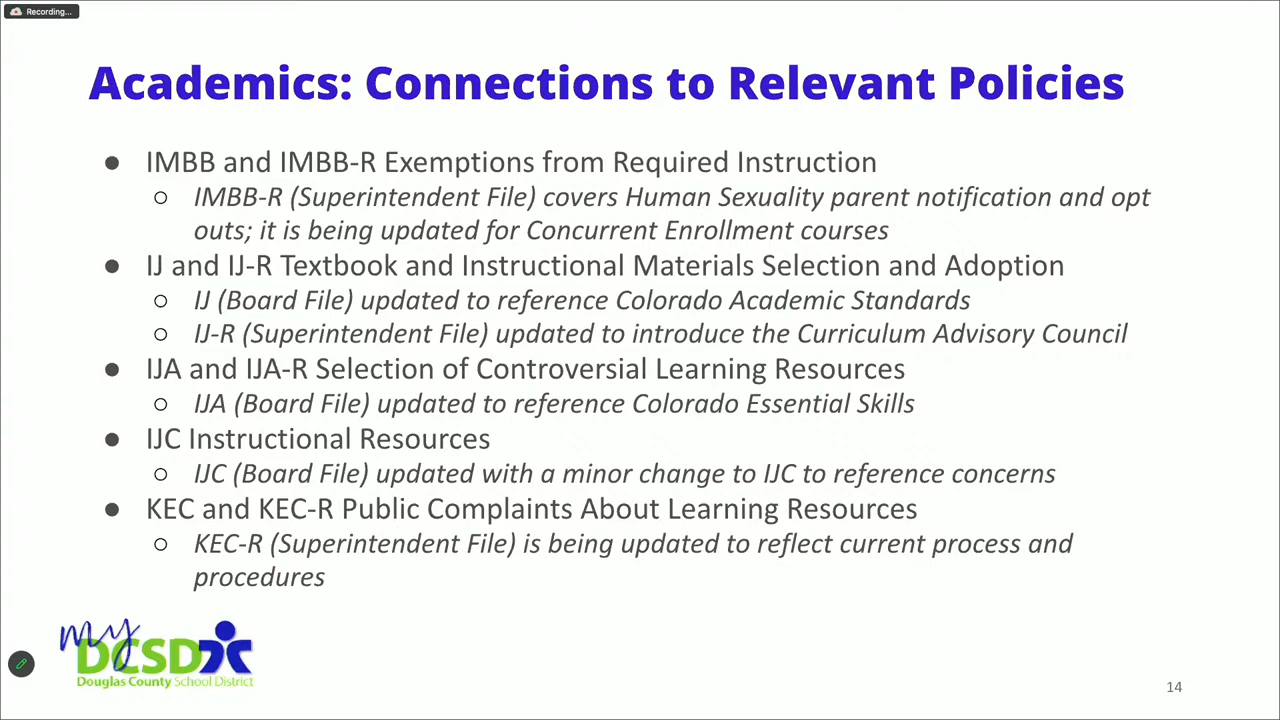 Recording...
Academics: Connections to Relevant Policies
● IMBB and IMBB-R Exemptions from Required Instruction
○ IMBB-R (Superintendent File) covers Human Sexuality parent notification and opt
outs; it is being updated for Concurrent Enrollment courses
● IJ and IJ-R Textbook and Instructional Materials Selection and Adoption
○ IJ (Board File) updated to reference Colorado Academic Standards
○ IJ-R (Superintendent File) updated to introduce the Curriculum Advisory Council
● IJA and IJA-R Selection of Controversial Learning Resources
○ IJA (Board File) updated to reference Colorado Essential Skills
● IJC Instructional Resources
○ IJC (Board File) updated with a minor change to IJC to reference concerns
● KEC and KEC-R Public Complaints About Learning Resources
○ KEC-R (Superintendent File) is being updated to reflect current process and
procedures
my
DCSD
Douglas County School District
14